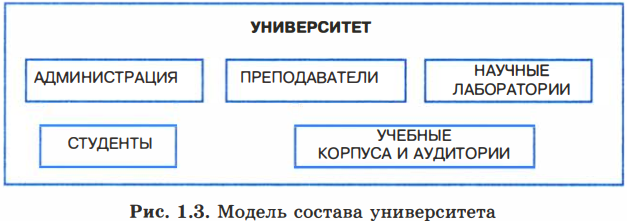 УНИВЕРСИТЕТ
АДМИНИСТРАЦИЯ
ПРЕПОДАВАТЕЛИ
НАУЧНЫЕ
ЛАБОРАТОРИИ
СТУДЕНТЫ
УЧЕБНЫЕ
КОРПУСА И АУДИТОРИИ
Рис. 1.3. Модель состава университета